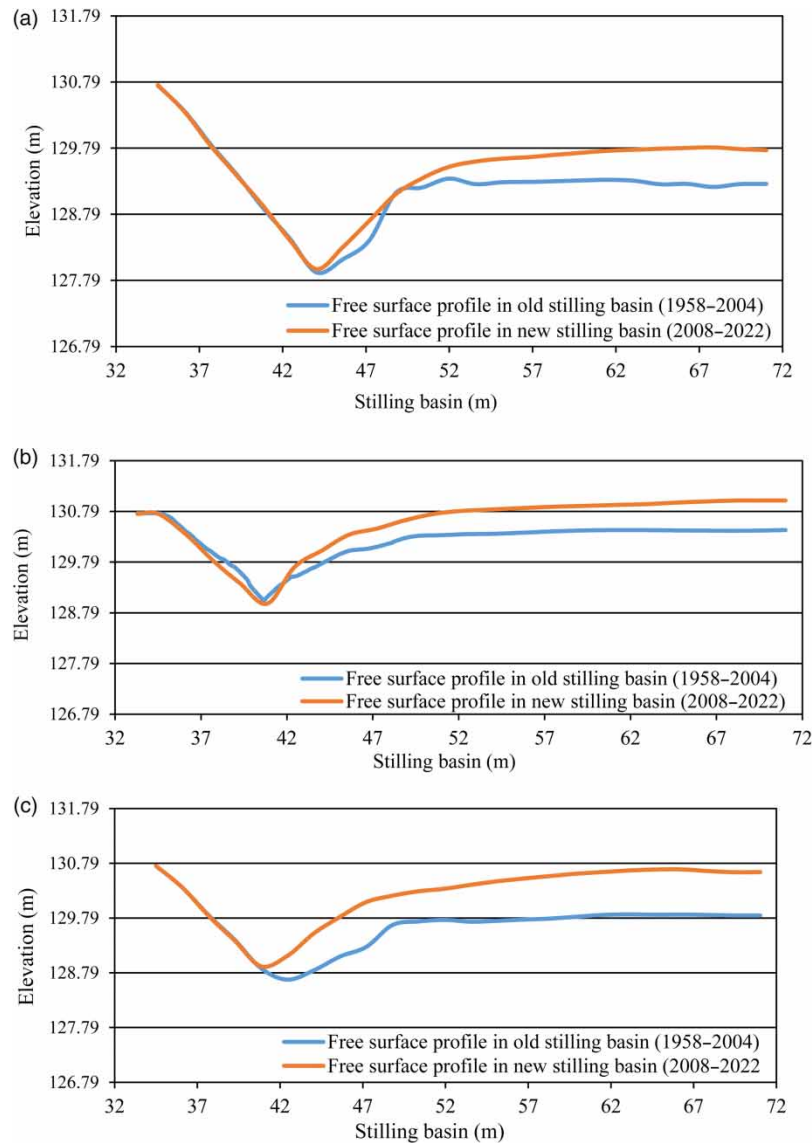 (a)
131.79
130.79
129.79
128.79
127.79
126.79
Elevation (m)
Free surface profile in old stilling basin (1958–2004)
Free surface profile in new stilling basin (2008–2022)
32 37 42 47 52 57 62 67 72
Stilling basin (m)
(b)
131.79
130.79
129.79
128.79
127.79
126.79
Elevation (m)
Free surface profile in old stilling basin (1958–2004)
Free surface profile in new stilling basin (2008–2022)
32 37 42 47 52 57 62 67 72
Stilling basin (m)
(c)
131.79
130.79
129.79
128.79
127.79
126.79
Elevation (m)
Free surface profile in old stilling basin (1958–2004)
Free surface profile in new stilling basin (2008–2022
32 37 42 47 52 57 62 67 72
Stilling basin (m)